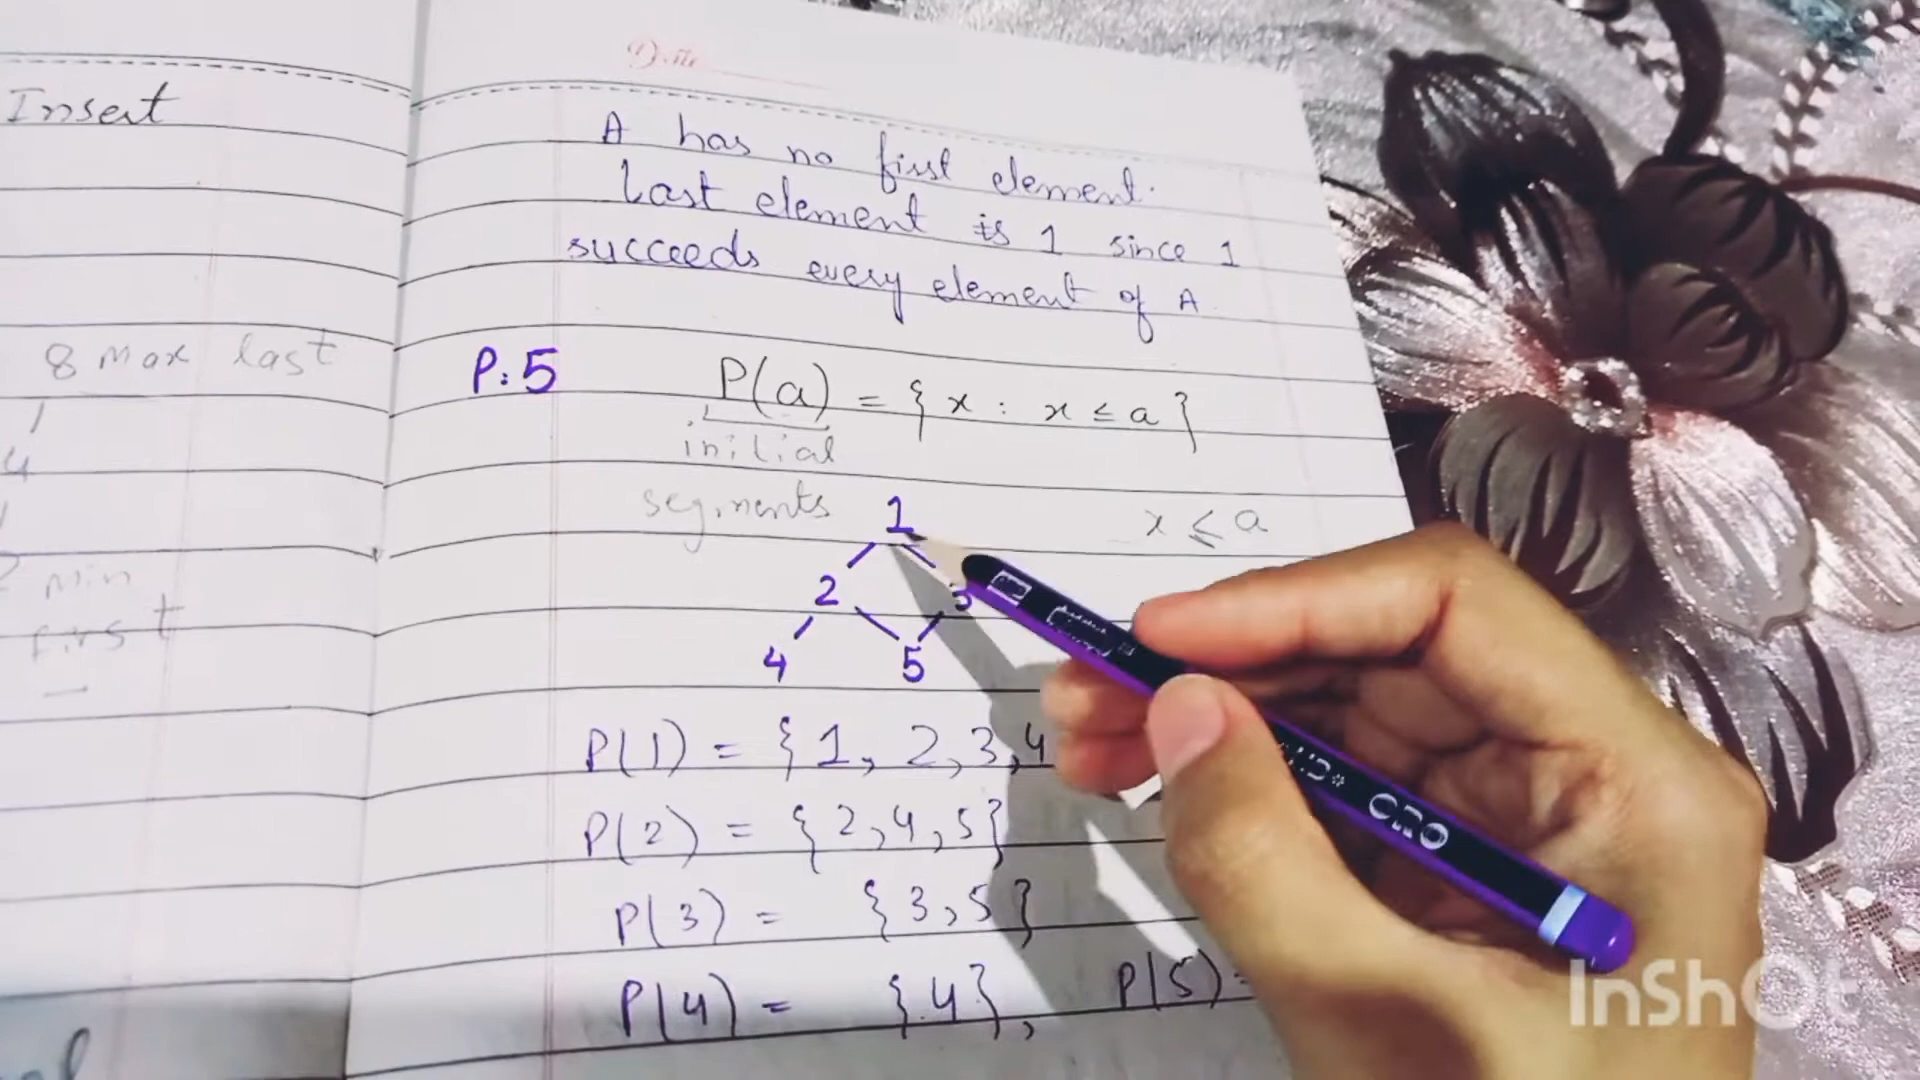 Insert
8 Max last
4
Min
first
Date
A has no first element.
Last element is 1 since 1
succeeds every element of A.
P:5 P(a) = { x : x ≤ a }
initial
segments
x ≤ a
1
2 3
4 5
P(1) = { 1, 2, 3, 4
P(2) = { 2, 4, 5}
P(3) = { 3, 5 }
P(4) = { 4 }, P(5) =
InShOt